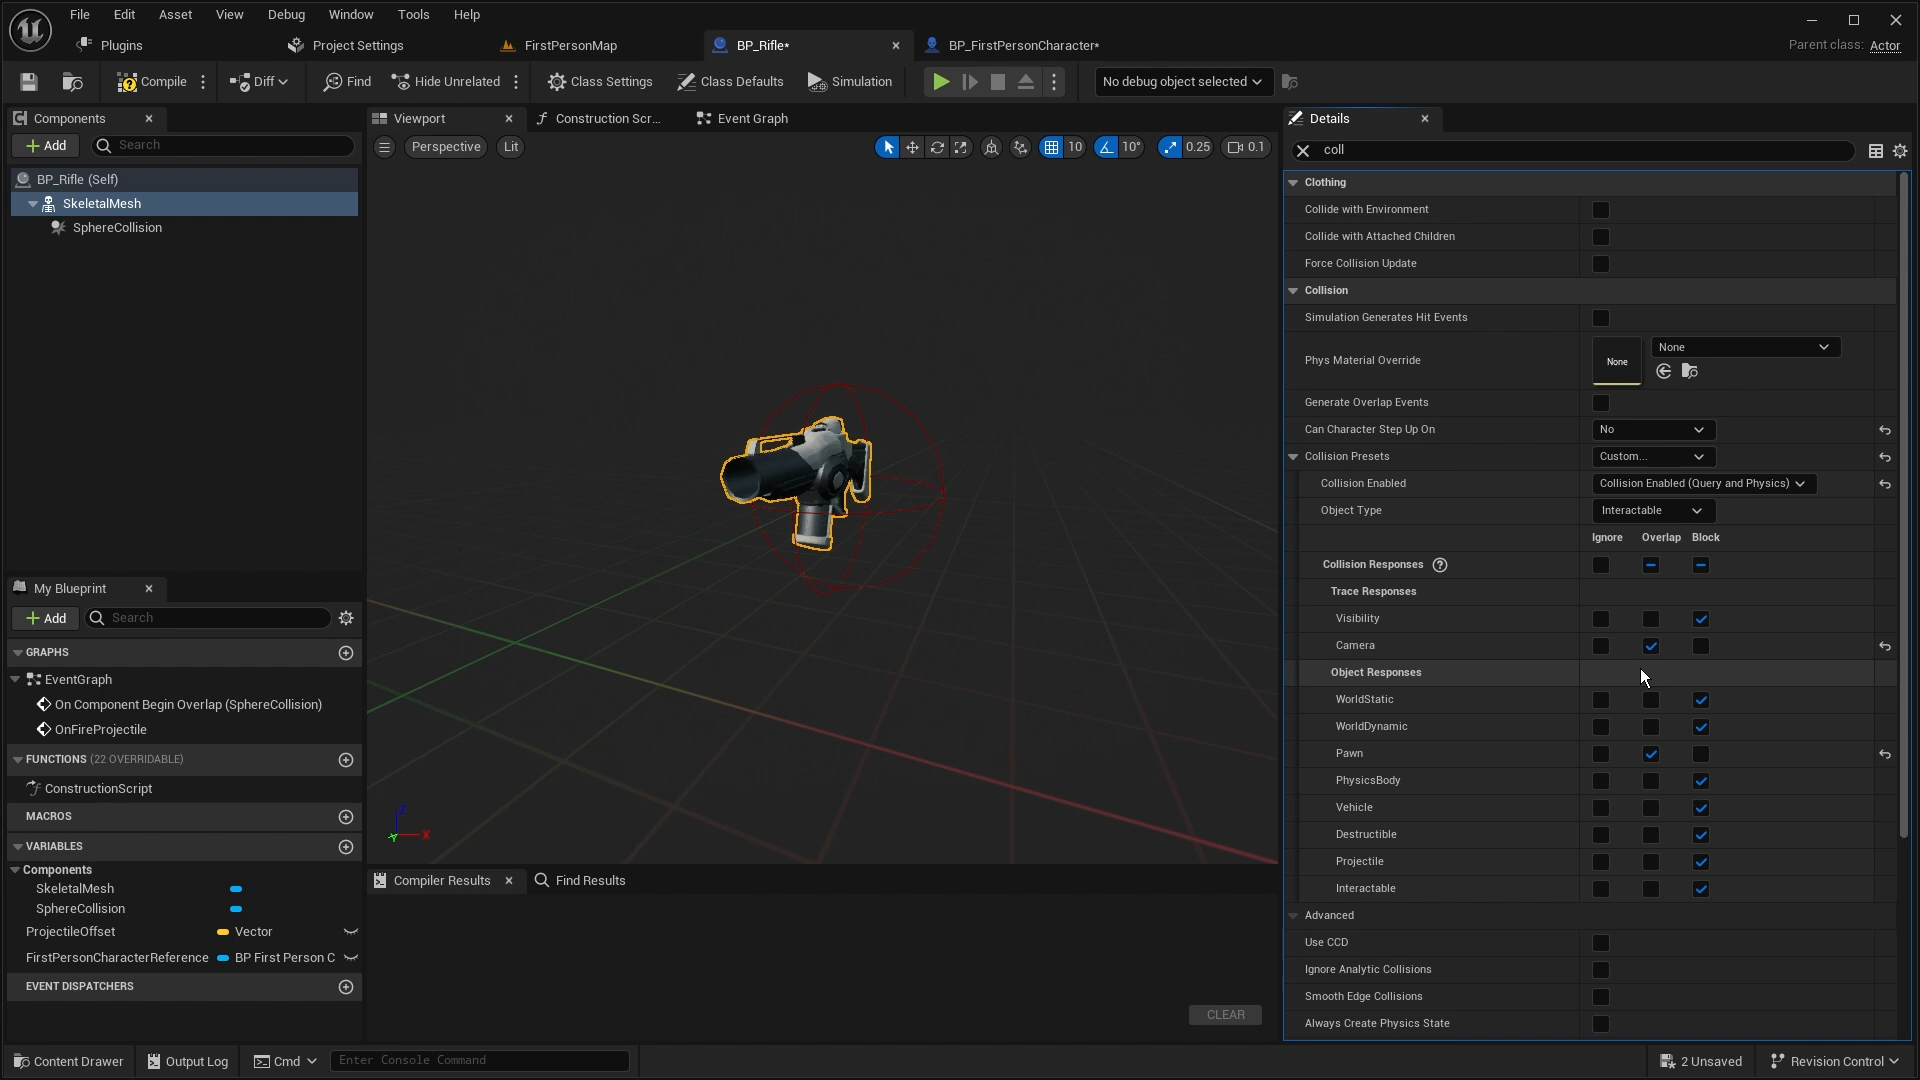 File Edit Asset View Debug Window Tools Help
Plugins Project Settings FirstPersonMap BP_Rifle* BP_FirstPersonCharacter* Parent class: Actor
Compile Diff Find Hide Unrelated Class Settings Class Defaults Simulation No debug object selected
Components
Add Search
BP_Rifle (Self)
SkeletalMesh
SphereCollision
My Blueprint
Add Search
GRAPHS
EventGraph
On Component Begin Overlap (SphereCollision)
OnFireProjectile
FUNCTIONS (22 OVERRIDABLE)
ConstructionScript
MACROS
VARIABLES
Components
SkeletalMesh
SphereCollision
ProjectileOffset Vector
FirstPersonCharacterReference BP First Person C
EVENT DISPATCHERS
Viewport Construction Scr... Event Graph
Perspective Lit 10 10° 0.25 0.1
Z
X
Y
Compiler Results Find Results
CLEAR
Details
coll
Clothing
Collide with Environment
Collide with Attached Children
Force Collision Update
Collision
Simulation Generates Hit Events
Phys Material Override None None
Generate Overlap Events
Can Character Step Up On No
Collision Presets Custom...
Collision Enabled Collision Enabled (Query and Physics)
Object Type Interactable
Ignore Overlap Block
Collision Responses ?
Trace Responses
Visibility
Camera
Object Responses
WorldStatic
WorldDynamic
Pawn
PhysicsBody
Vehicle
Destructible
Projectile
Interactable
Advanced
Use CCD
Ignore Analytic Collisions
Smooth Edge Collisions
Always Create Physics State
Content Drawer Output Log Cmd Enter Console Command 2 Unsaved Revision Control